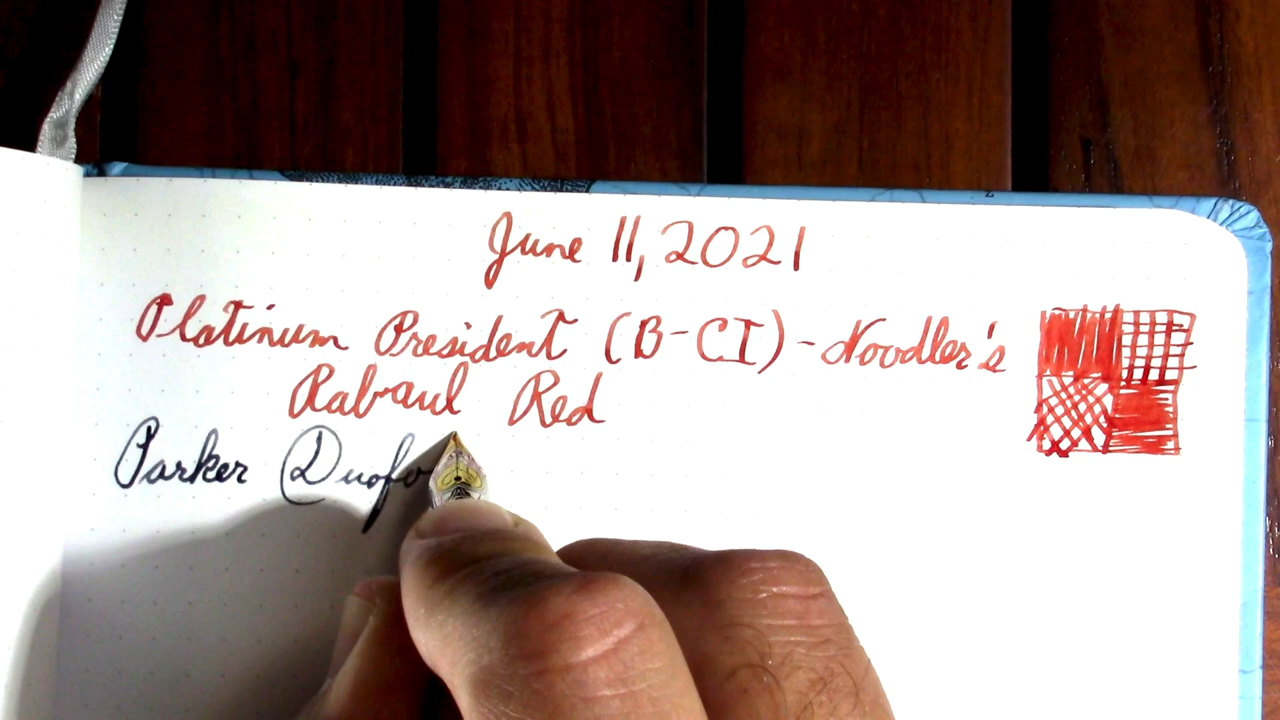 June 11, 2021
Platinum President (B-CI) - Noodler's
Rabaul Red
Parker Duofo